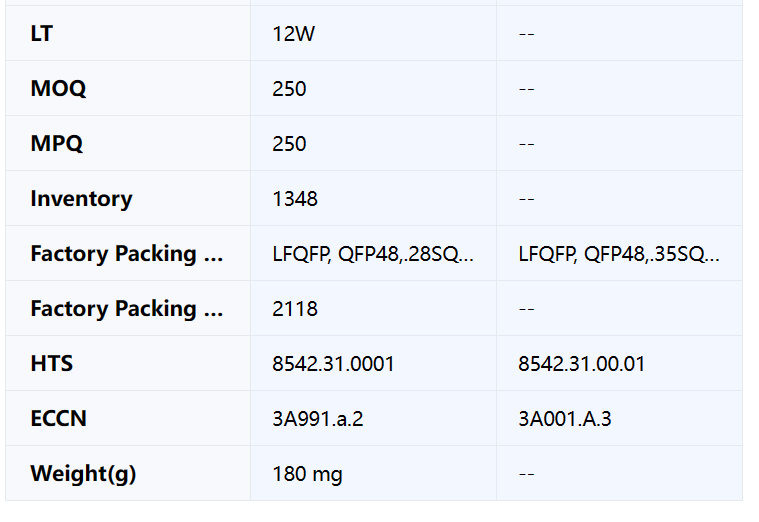 LT 12W --
MOQ 250 --
MPQ 250 --
Inventory 1348 --
Factory Packing ... LFQFP, QFP48,.28SQ... LFQFP, QFP48,.35SQ...
Factory Packing ... 2118 --
HTS 8542.31.0001 8542.31.00.01
ECCN 3A991.a.2 3A001.A.3
Weight(g) 180 mg --